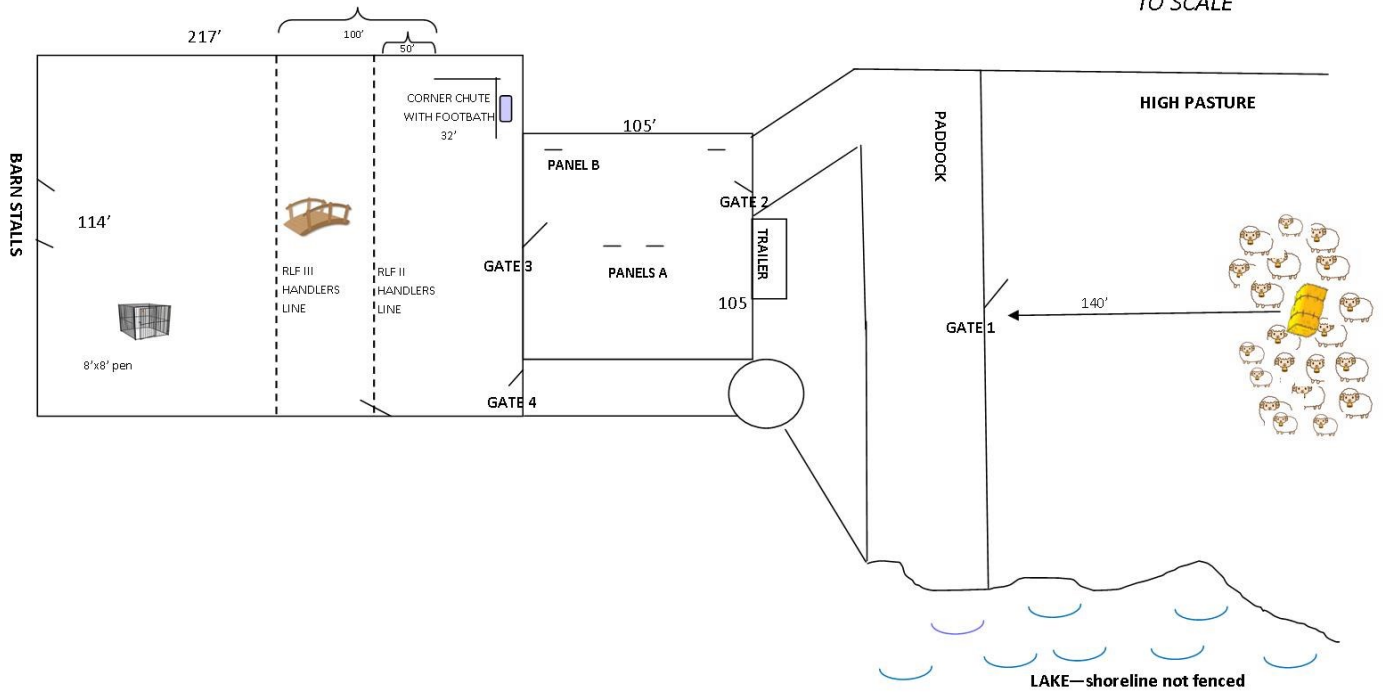 TO SCALE
217’
100’
50’
CORNER CHUTE
WITH FOOTBATH
32’
105’
PANEL B
HIGH PASTURE
PADDOCK
BARN STALLS
114’
GATE 2
TRAILER
GATE 3
PANELS A
105
RLF III
HANDLERS
LINE
RLF II
HANDLERS
LINE
140’
GATE 1
8’x8’ pen
GATE 4
LAKE—shoreline not fenced